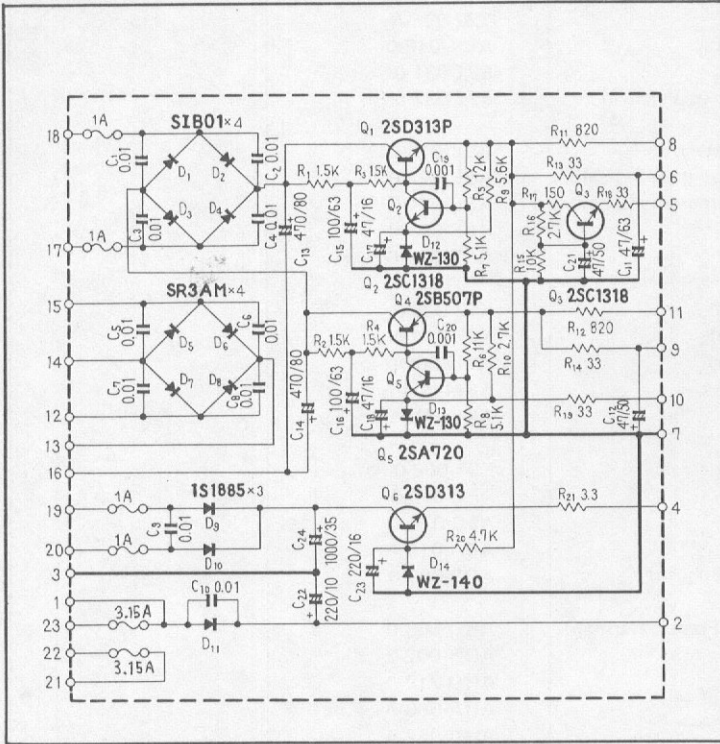 18
1A
SIB01×4
C1 0.01
C2 0.01
D1
D2
C3 0.01
D3
D4
C4 0.01
17
1A
C13 470/80
R1 1.5K
C15 100/63
Q1 2SD313P
C19 0.001
Q2
C17 47/16
D12
WZ-130
Q2 2SC1318
R5 12K
R9 5.6K
R7 5.1K
R11 820
8
R13 33
6
R17 150
Q3
R18 33
5
R16 2.7K
R15 10K
C21 47/50
C11 47/63
Q3 2SC1318
15
SR3AM×4
C5 0.01
C6 0.01
D5
D6
14
C7 0.01
D7
D8
C8 0.01
12
13
16
Q4 2SB507P
R2 1.5K
R4 1.5K
C14 470/80
C16 100/63
C20 0.001
Q5
C18 47/16
D13
WZ-130
Q5 2SA720
R6 11K
R10 2.7K
R8 5.1K
11
R12 820
9
R14 33
10
R19 33
C12 47/50
7
1S1885×3
19
1A
D9
C9 0.01
20
1A
D10
C24 1000/35
Q6 2SD313
R21 3.3
4
3
R20 4.7K
C23 220/16
D14
WZ-140
1
C10 0.01
C22 220/10
23
3.15A
D11
2
22
3.15A
21